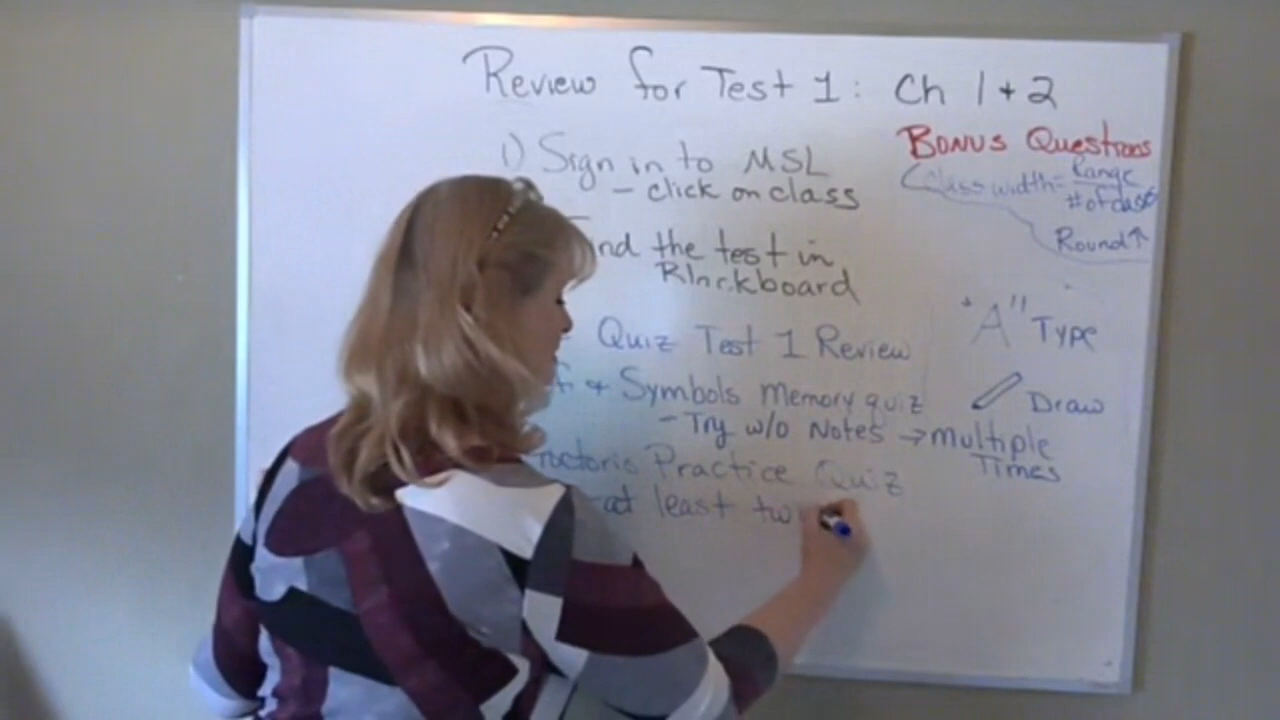 Review for Test 1: Ch 1 + 2
Bonus Questions
1) Sign in to MSL
- click on class
Class width = Range
# of class
Round ↑
ind the test in
Blackboard
Quiz Test 1 Review
"A" Type
f & Symbols Memory quiz
Draw
- Try w/o Notes → Multiple
Times
roctorio Practice Quiz
- at least tw